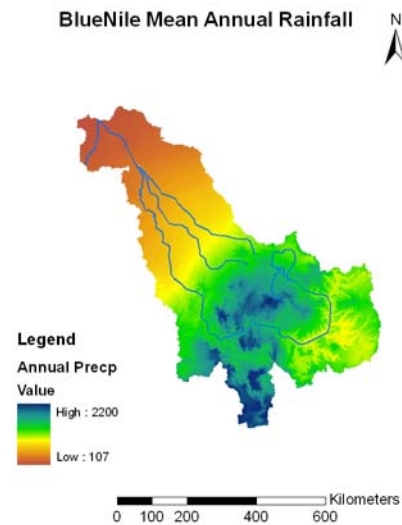 BlueNile Mean Annual Rainfall
N
Legend
Annual Precp
Value
High : 2200
Low : 107
Kilometers
0 100 200 400 600